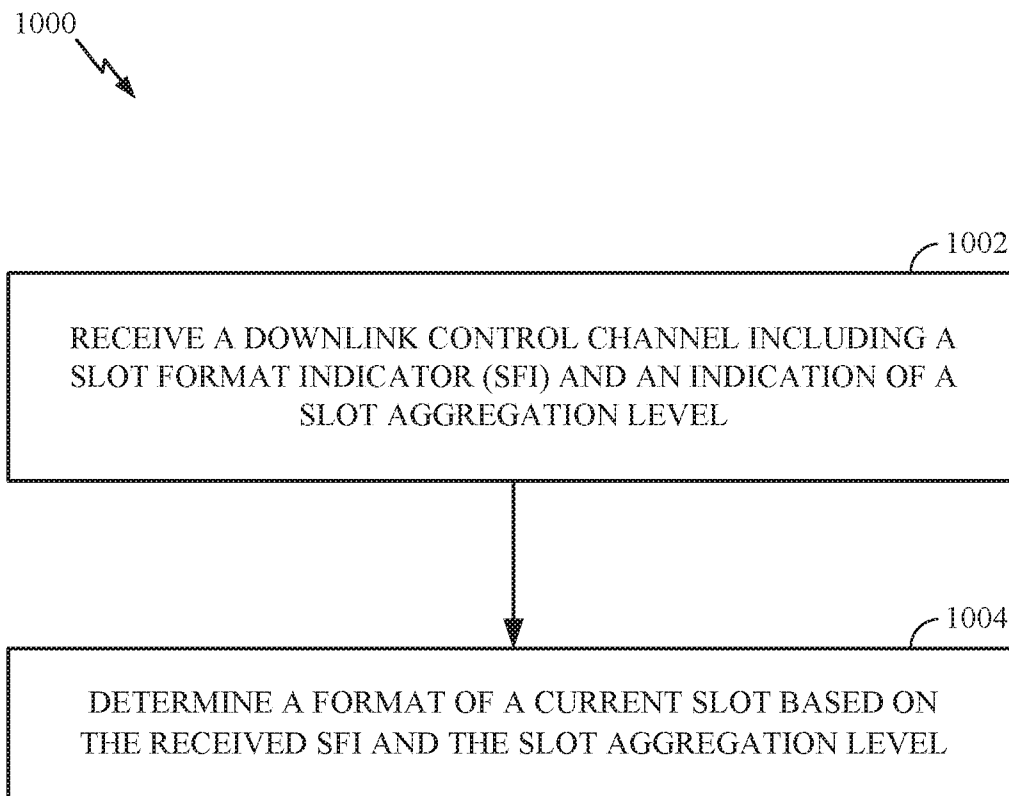 1000
1002
RECEIVE A DOWNLINK CONTROL CHANNEL INCLUDING A
SLOT FORMAT INDICATOR (SFI) AND AN INDICATION OF A
SLOT AGGREGATION LEVEL
1004
DETERMINE A FORMAT OF A CURRENT SLOT BASED ON
THE RECEIVED SFI AND THE SLOT AGGREGATION LEVEL